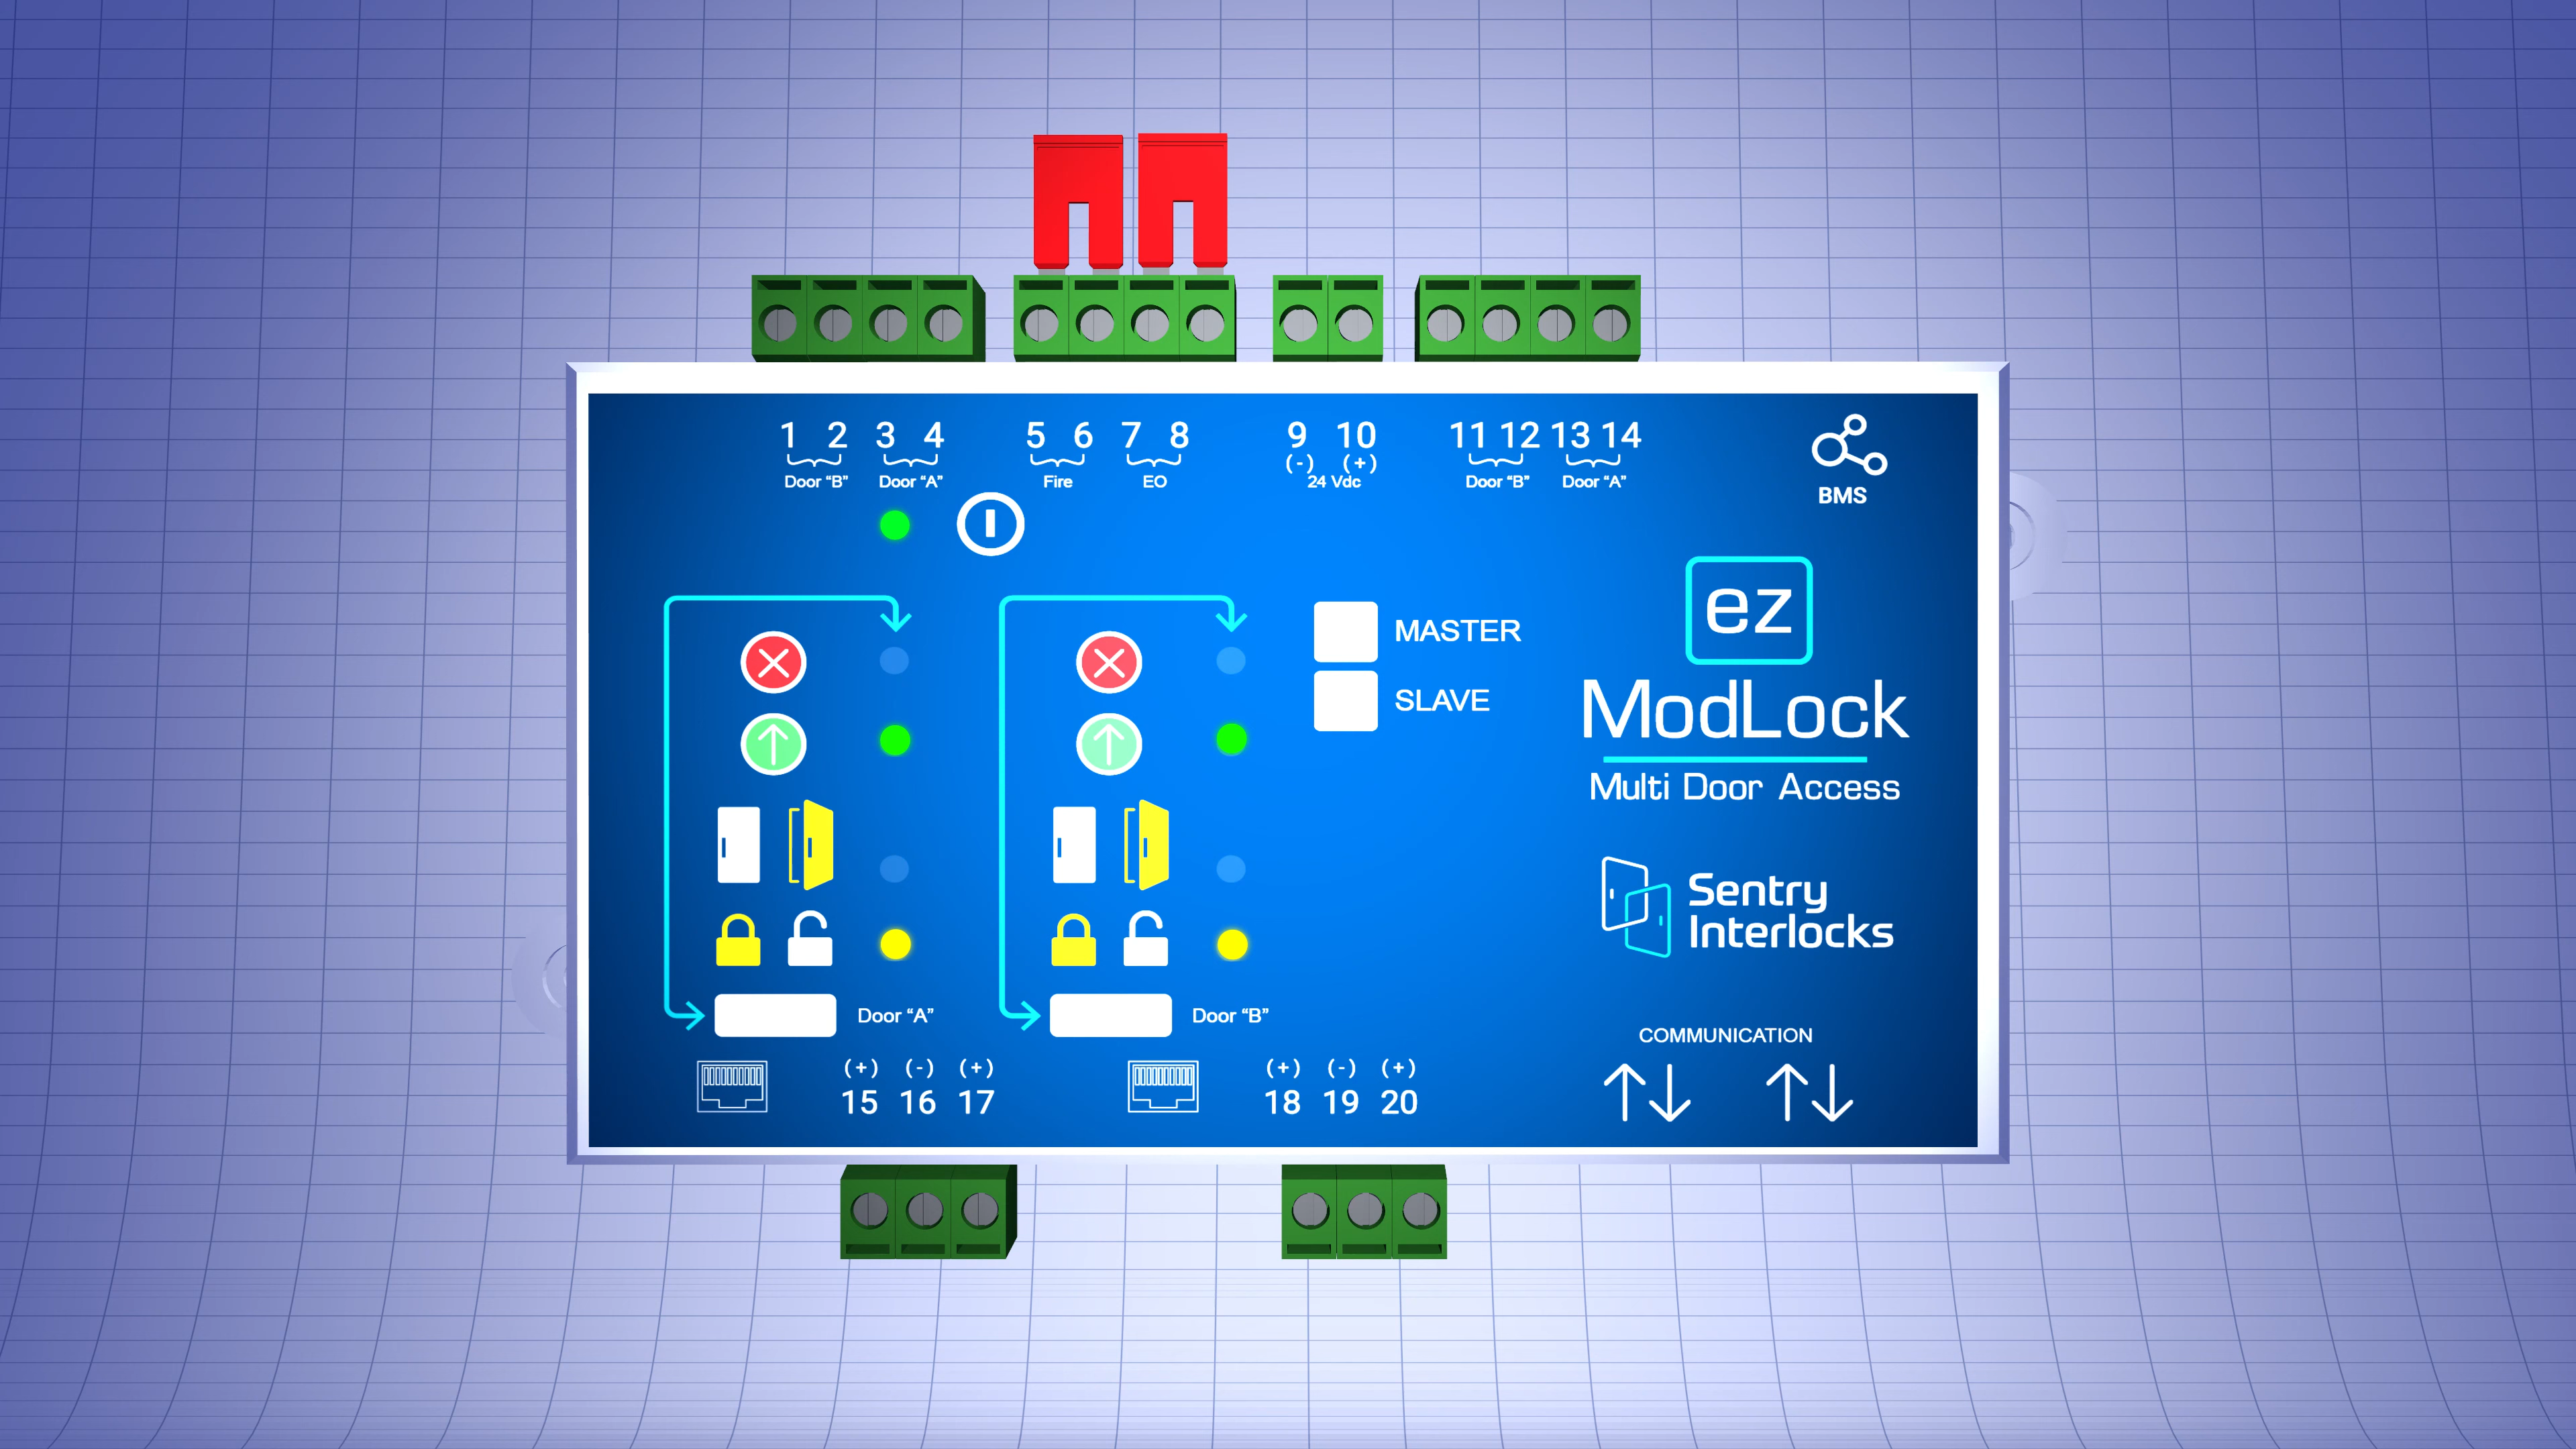 1 2 3 4 5 6 7 8 9 10 11 12 13 14
(-) (+)
Door "B" Door "A" Fire EO 24 Vdc Door "B" Door "A"
BMS
ez
MASTER
SLAVE
ModLock
Multi Door Access
Sentry
Interlocks
Door “A” Door “B”
COMMUNICATION
(+) (-) (+) (+) (-) (+)
15 16 17 18 19 20